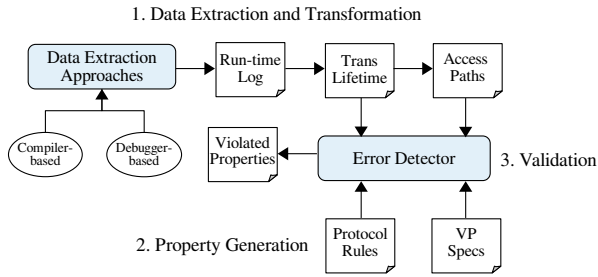 1. Data Extraction and Transformation
Data Extraction
Approaches
Run-time
Log
Trans
Lifetime
Access
Paths
Compiler-
based
Debugger-
based
Violated
Properties
Error Detector
3. Validation
2. Property Generation
Protocol
Rules
VP
Specs